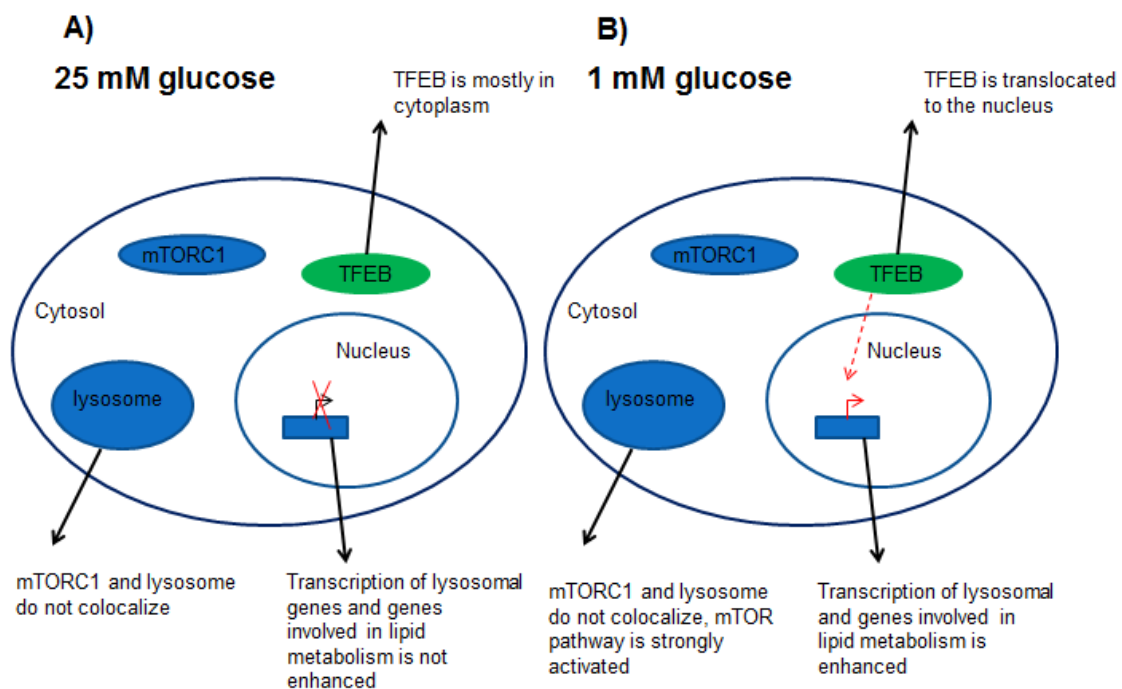 A)
25 mM glucose
TFEB is mostly in
cytoplasm
mTORC1
TFEB
Cytosol
Nucleus
lysosome
mTORC1 and lysosome
do not colocalize
Transcription of lysosomal
genes and genes
involved in lipid
metabolism is not
enhanced
B)
1 mM glucose
TFEB is translocated
to the nucleus
mTORC1
TFEB
Cytosol
Nucleus
lysosome
mTORC1 and lysosome
do not colocalize, mTOR
pathway is strongly
activated
Transcription of lysosomal
and genes involved in
lipid metabolism is
enhanced